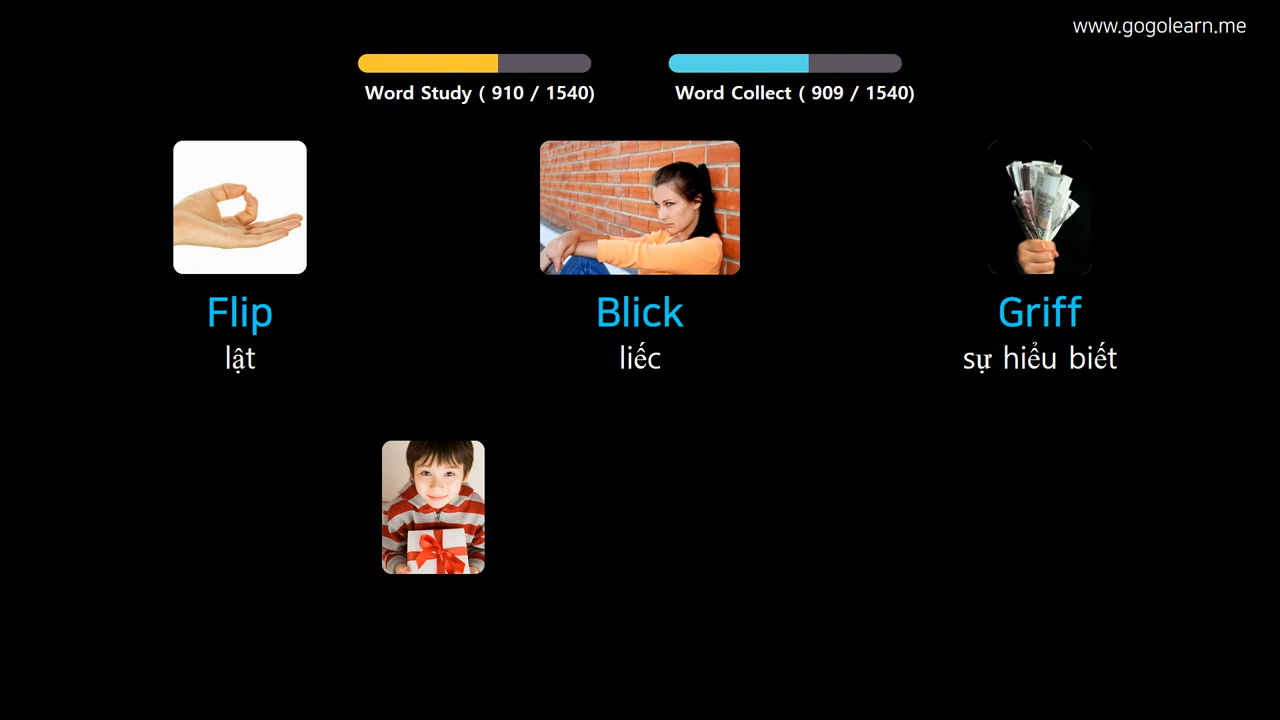 www.gogolearn.me
Word Study ( 910 / 1540)
Word Collect ( 909 / 1540)
Flip
Blick
Griff
lật
liếc
sự hiểu biết